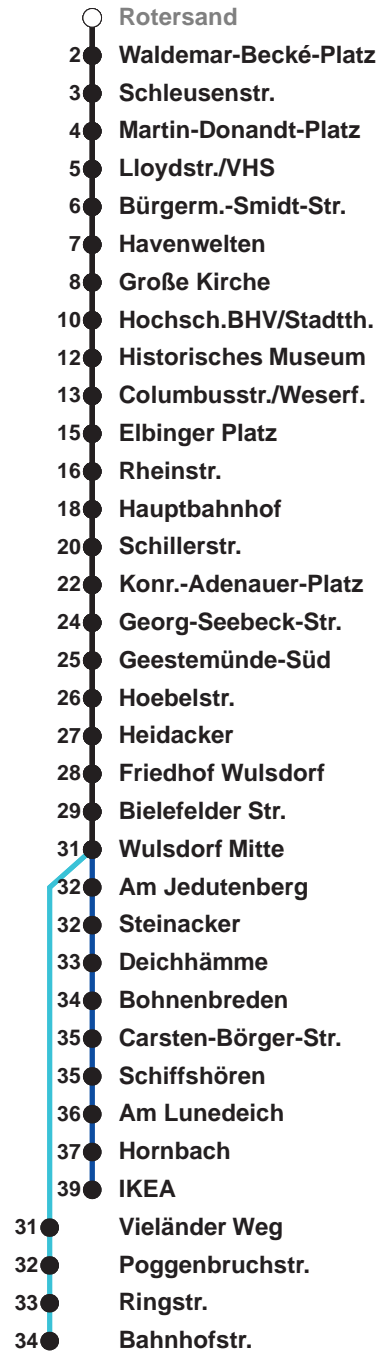 Rotersand
2 Waldemar-Becké-Platz
3 Schleusenstr.
4 Martin-Donandt-Platz
5 Lloydstr./VHS
6 Bürgerm.-Smidt-Str.
7 Havenwelten
8 Große Kirche
10 Hochsch.BHV/Stadtth.
12 Historisches Museum
13 Columbusstr./Weserf.
15 Elbinger Platz
16 Rheinstr.
18 Hauptbahnhof
20 Schillerstr.
22 Konr.-Adenauer-Platz
24 Georg-Seebeck-Str.
25 Geestemünde-Süd
26 Hoebelstr.
27 Heidacker
28 Friedhof Wulsdorf
29 Bielefelder Str.
31 Wulsdorf Mitte
32 Am Jedutenberg
32 Steinacker
33 Deichhämme
34 Bohnenbreden
35 Carsten-Börger-Str.
35 Schiffshören
36 Am Lunedeich
37 Hornbach
39 IKEA
31 Vieländer Weg
32 Poggenbruchstr.
33 Ringstr.
34 Bahnhofstr.